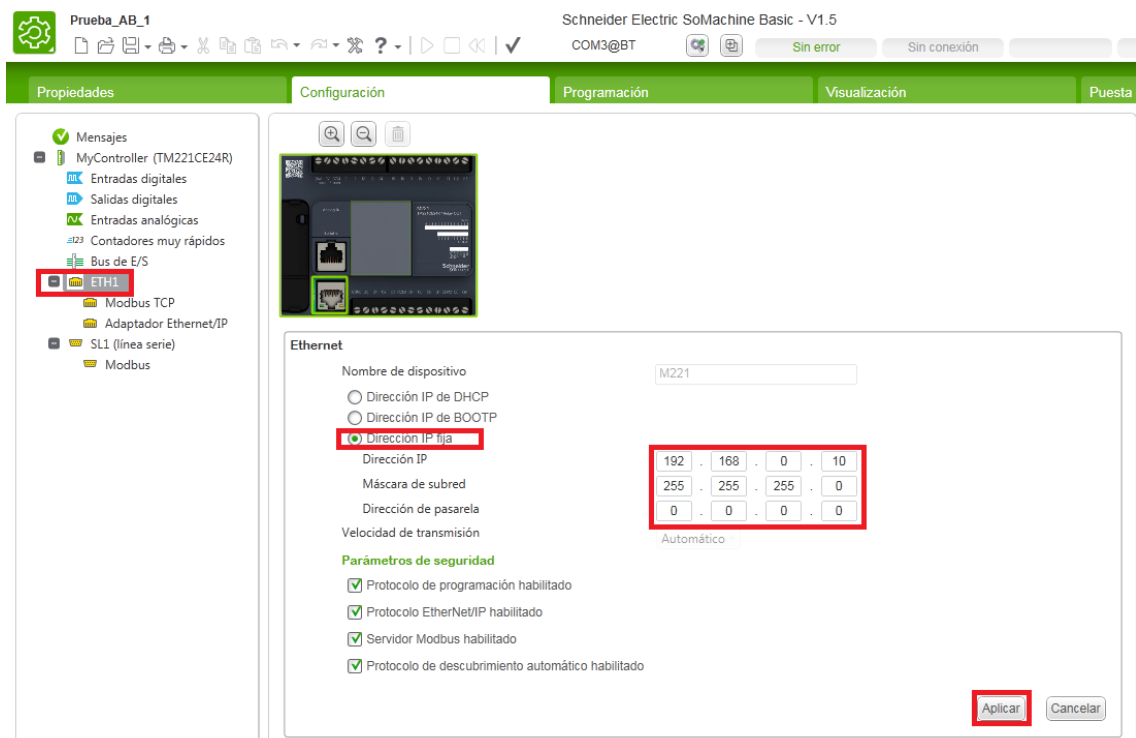 Prueba_AB_1
Schneider Electric SoMachine Basic - V1.5
COM3@BT
Sin error
Sin conexión
Propiedades
Configuración
Programación
Visualización
Puesta
Mensajes
MyController (TM221CE24R)
Entradas digitales
Salidas digitales
Entradas analógicas
Contadores muy rápidos
Bus de E/S
ETH1
Modbus TCP
Adaptador Ethernet/IP
SL1 (línea serie)
Modbus
Schneider
Ethernet
Nombre de dispositivo M221
Dirección IP de DHCP
Dirección IP de BOOTP
Dirección IP fija
Dirección IP 192 . 168 . 0 . 10
Máscara de subred 255 . 255 . 255 . 0
Dirección de pasarela 0 . 0 . 0 . 0
Velocidad de transmisión Automático
Parámetros de seguridad
Protocolo de programación habilitado
Protocolo EtherNet/IP habilitado
Servidor Modbus habilitado
Protocolo de descubrimiento automático habilitado
Aplicar Cancelar